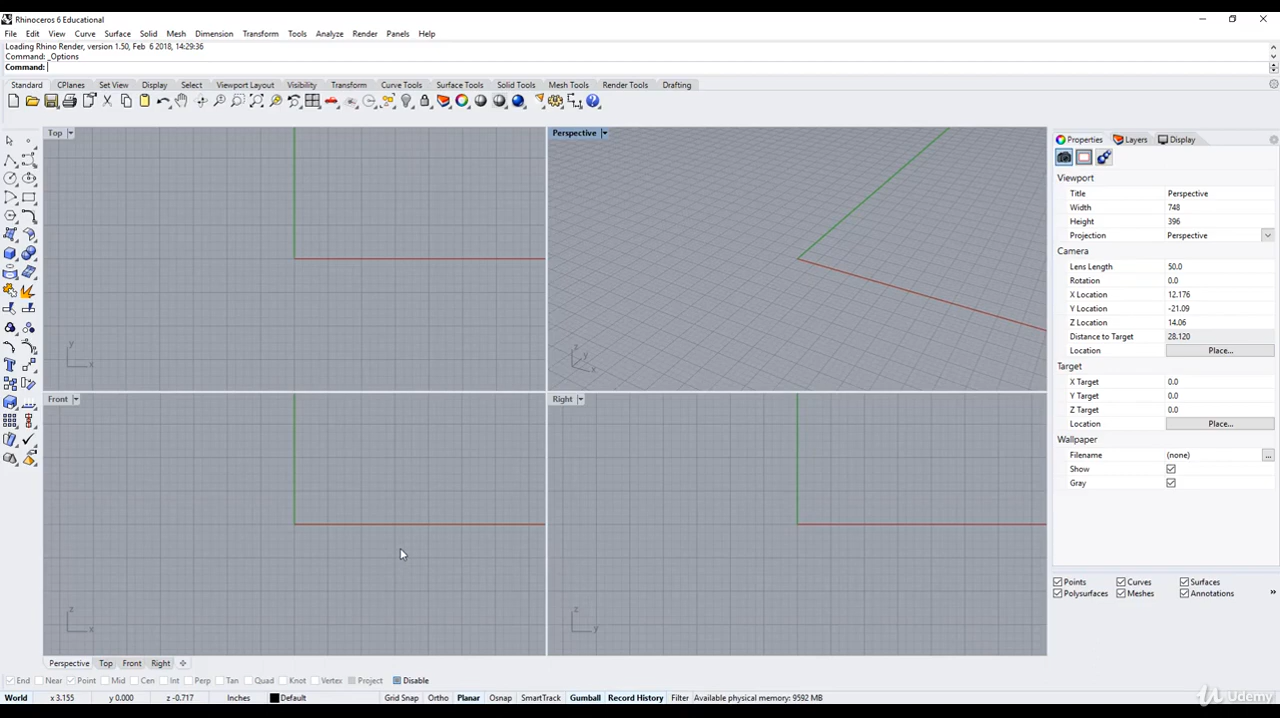 Rhinoceros 6 Educational
File Edit View Curve Surface Solid Mesh Dimension Transform Tools Analyze Render Panels Help
Loading Rhino Render, version 1.50, Feb 6 2018, 14:29:36
Command: _Options
Command:
Standard CPlanes Set View Display Select Viewport Layout Visibility Transform Curve Tools Surface Tools Solid Tools Mesh Tools Render Tools Drafting
Top
Perspective
y
x
z
y
x
Front
Right
z
x
z
y
Properties Layers Display
Viewport
Title Perspective
Width 748
Height 396
Projection Perspective
Camera
Lens Length 50.0
Rotation 0.0
X Location 12.176
Y Location -21.09
Z Location 14.06
Distance to Target 28.120
Location Place...
Target
X Target 0.0
Y Target 0.0
Z Target 0.0
Location Place...
Wallpaper
Filename (none) ...
Show
Gray
Points Curves Surfaces
Polysurfaces Meshes Annotations »
Perspective Top Front Right
End Near Point Mid Cen Int Perp Tan Quad Knot Vertex Project Disable
World x 3.155 y 0.000 z -0.717 Inches Default Grid Snap Ortho Planar Osnap SmartTrack Gumball Record History Filter Available physical memory: 9592 MB
Udemy